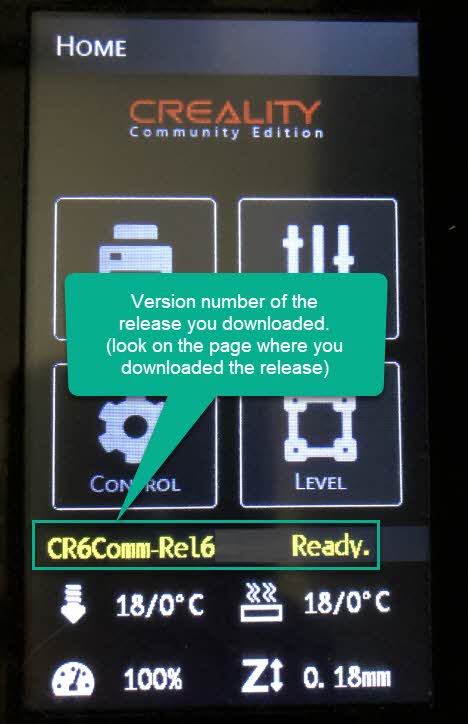 HOME
CREALITY
Community Edition
Version number of the
release you downloaded.
(look on the page where you
downloaded the release)
CONTROL
LEVEL
CR6Comm-Rel6 Ready.
18/0°C 18/0°C
100% Z 0.18mm